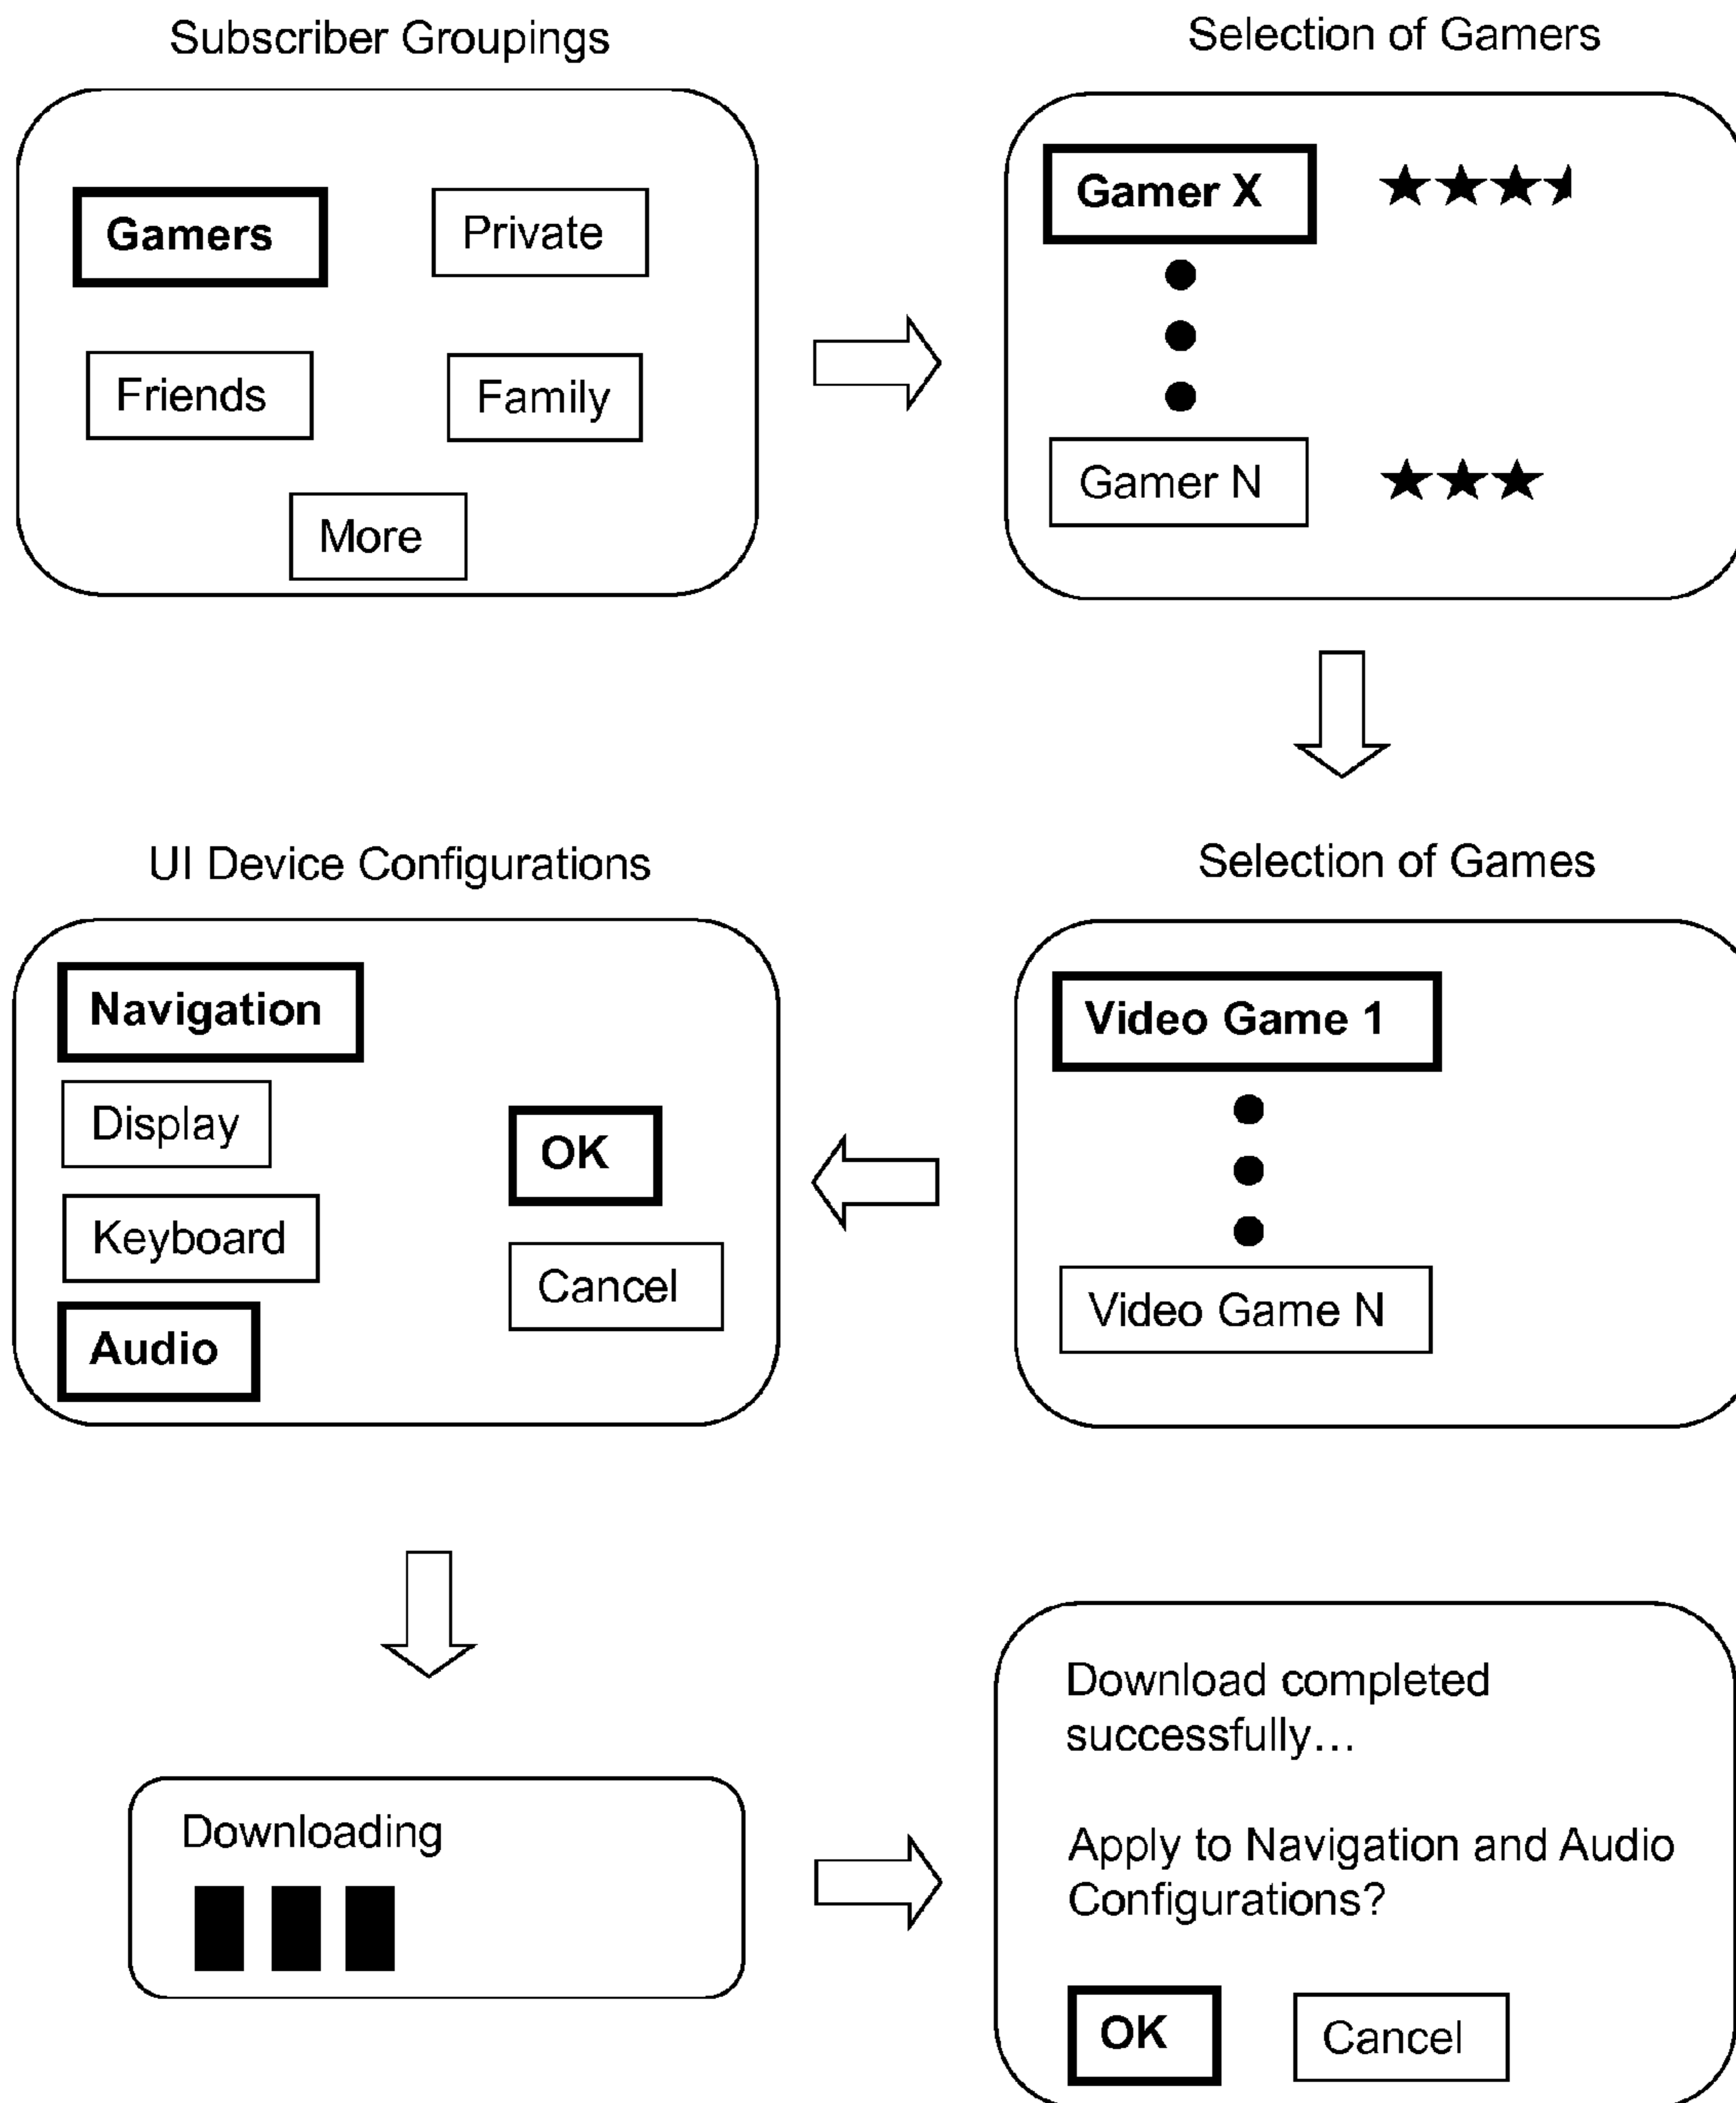 Subscriber Groupings
Gamers
Private
Friends
Family
More
Selection of Gamers
Gamer X
Gamer N
Selection of Games
Video Game 1
Video Game N
UI Device Configurations
Navigation
Display
Keyboard
Audio
OK
Cancel
Downloading
Download completed
successfully...
Apply to Navigation and Audio
Configurations?
OK
Cancel